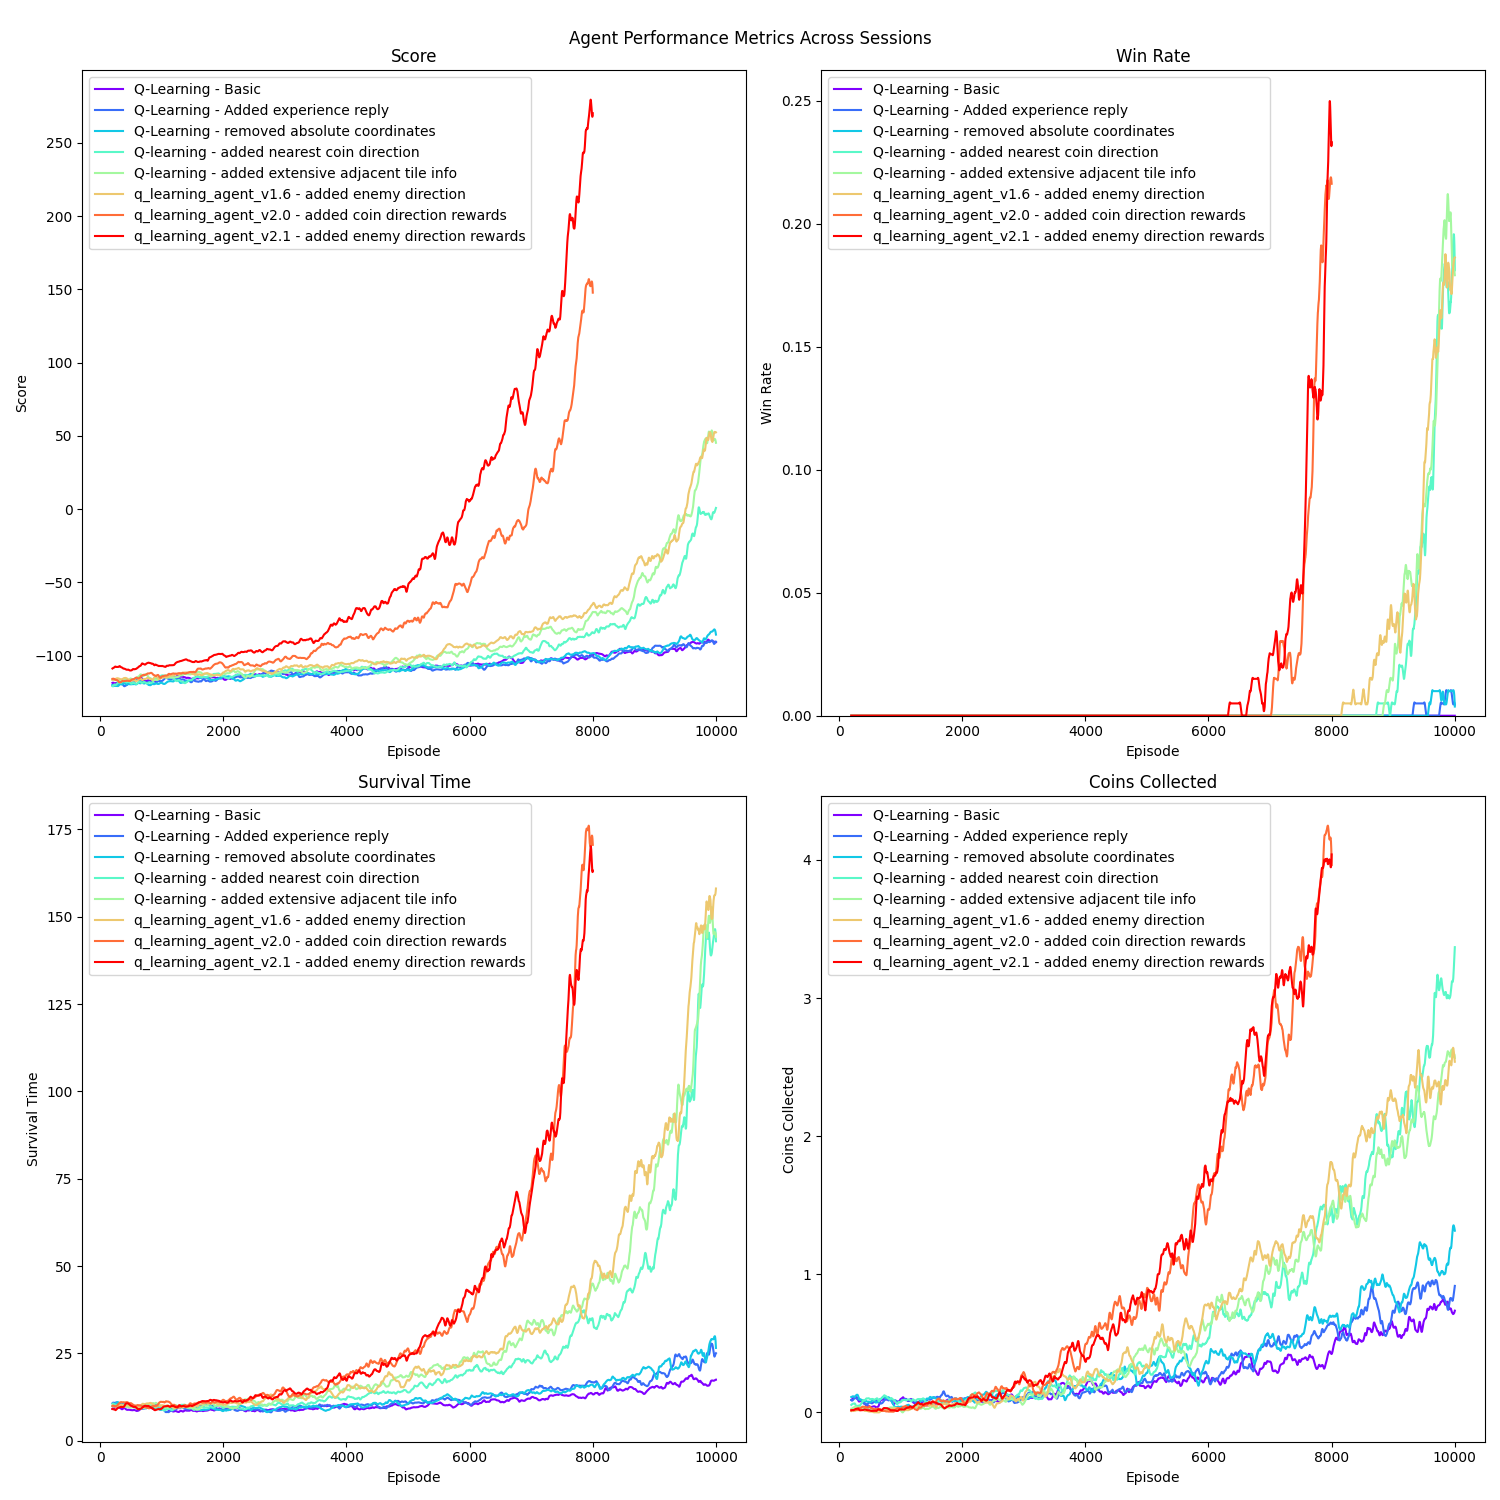 Agent Performance Metrics Across Sessions
Score
Q-Learning - Basic
Q-Learning - Added experience reply
Q-Learning - removed absolute coordinates
Q-learning - added nearest coin direction
Q-learning - added extensive adjacent tile info
q_learning_agent_v1.6 - added enemy direction
q_learning_agent_v2.0 - added coin direction rewards
q_learning_agent_v2.1 - added enemy direction rewards
250
200
150
100
50
0
−50
−100
Score
0 2000 4000 6000 8000 10000
Episode
Win Rate
Q-Learning - Basic
Q-Learning - Added experience reply
Q-Learning - removed absolute coordinates
Q-learning - added nearest coin direction
Q-learning - added extensive adjacent tile info
q_learning_agent_v1.6 - added enemy direction
q_learning_agent_v2.0 - added coin direction rewards
q_learning_agent_v2.1 - added enemy direction rewards
0.25
0.20
0.15
0.10
0.05
0.00
Win Rate
0 2000 4000 6000 8000 10000
Episode
Survival Time
Q-Learning - Basic
Q-Learning - Added experience reply
Q-Learning - removed absolute coordinates
Q-learning - added nearest coin direction
Q-learning - added extensive adjacent tile info
q_learning_agent_v1.6 - added enemy direction
q_learning_agent_v2.0 - added coin direction rewards
q_learning_agent_v2.1 - added enemy direction rewards
175
150
125
100
75
50
25
0
Survival Time
0 2000 4000 6000 8000 10000
Episode
Coins Collected
Q-Learning - Basic
Q-Learning - Added experience reply
Q-Learning - removed absolute coordinates
Q-learning - added nearest coin direction
Q-learning - added extensive adjacent tile info
q_learning_agent_v1.6 - added enemy direction
q_learning_agent_v2.0 - added coin direction rewards
q_learning_agent_v2.1 - added enemy direction rewards
4
3
2
1
0
Coins Collected
0 2000 4000 6000 8000 10000
Episode